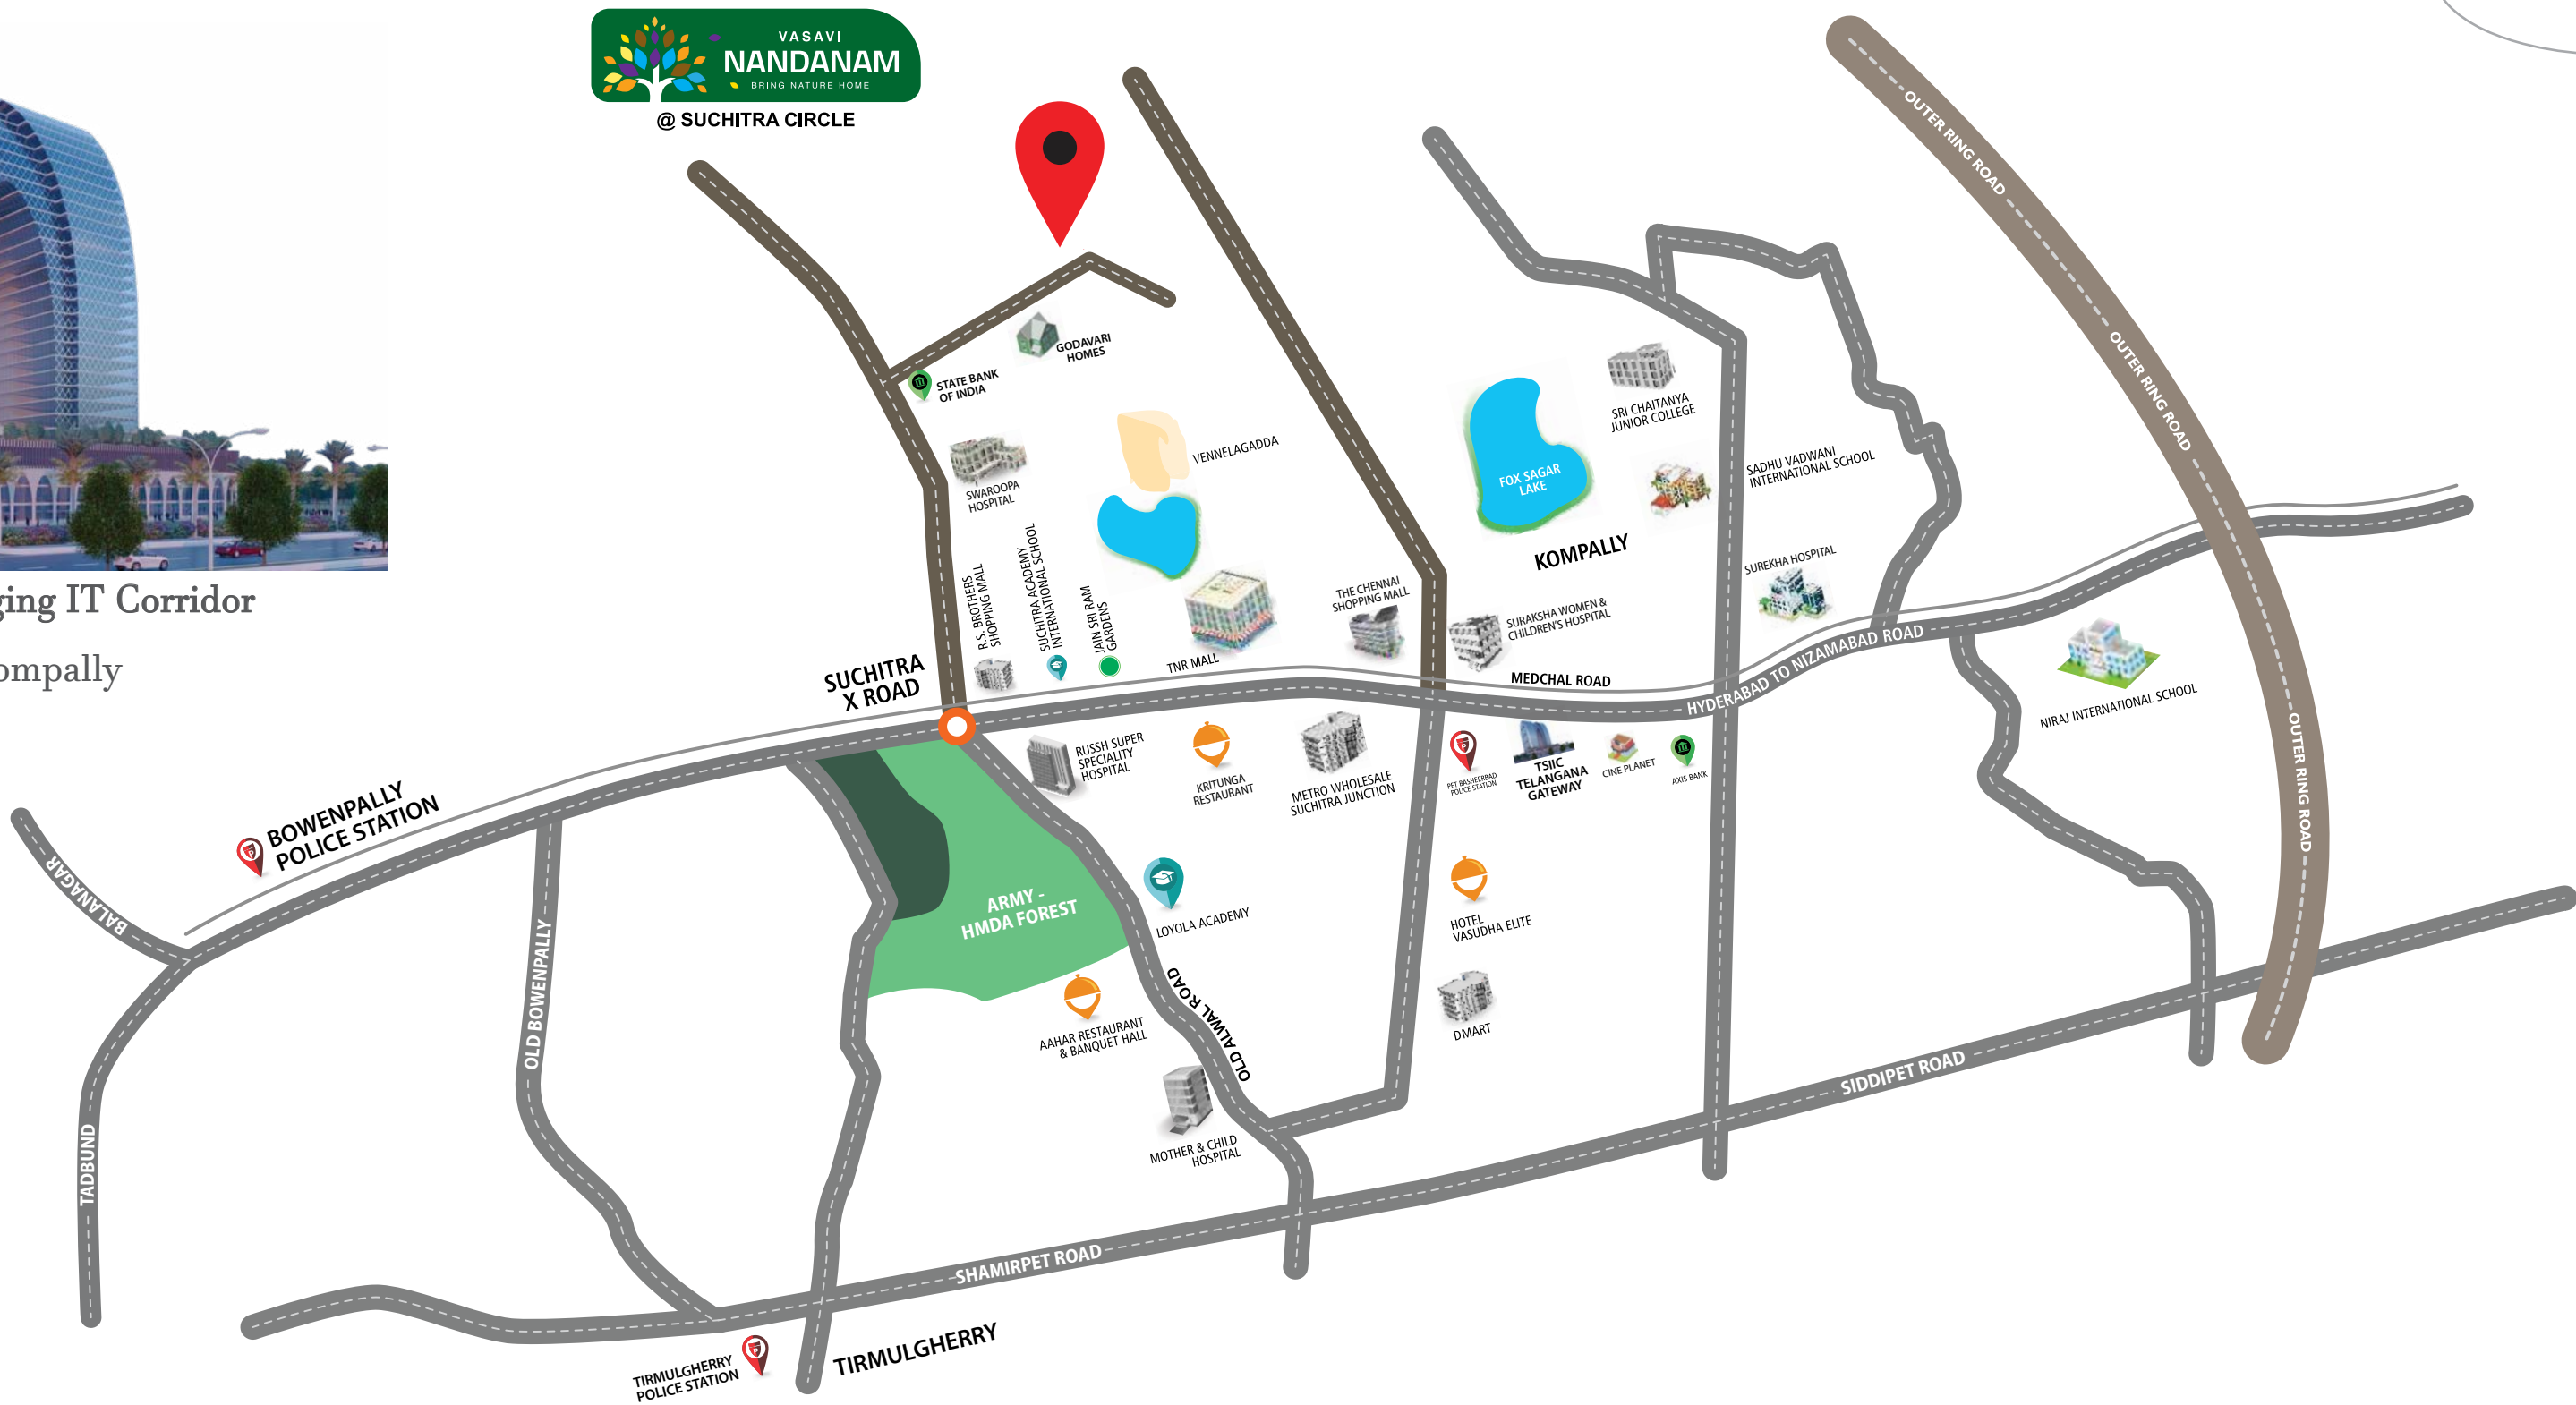 VASAVI
NANDANAM
BRING NATURE HOME
@ SUCHITRA CIRCLE
OUTER RING ROAD
OUTER RING ROAD
OUTER RING ROAD
GODAVARI
HOMES
STATE BANK
OF INDIA
SWAROOPA
HOSPITAL
VENNELAGADDA
FOX SAGAR
LAKE
SRI CHAITANYA
JUNIOR COLLEGE
SADHU VADWANI
INTERNATIONAL SCHOOL
KOMPALLY
SUREKHA HOSPITAL
IT Corridor
R.S. BROTHERS
SHOPPING MALL
SUCHITRA ACADEMY
INTERNATIONAL SCHOOL
JAIN SRI RAM
GARDENS
TNR MALL
THE CHENNAI
SHOPPING MALL
SURAKSHA WOMEN &
CHILDREN'S HOSPITAL
SUCHITRA
X ROAD
MEDCHAL ROAD
HYDERABAD TO NIZAMABAD ROAD
NIRAJ INTERNATIONAL SCHOOL
RUSSH SUPER
SPECIALITY
HOSPITAL
KRITUNGA
RESTAURANT
METRO WHOLESALE
SUCHITRA JUNCTION
PET BASHEERBAD
POLICE STATION
TSIIC
TELANGANA
GATEWAY
CINE PLANET
AXIS BANK
BOWENPALLY
POLICE STATION
BALANAGAR
OLD BOWENPALLY
TADBUND
ARMY -
HMDA FOREST
LOYOLA ACADEMY
HOTEL
VASUDHA ELITE
DMART
AAHAR RESTAURANT
& BANQUET HALL
OLD ALWAL ROAD
MOTHER & CHILD
HOSPITAL
SIDDIPET ROAD
SHAMIRPET ROAD
TIRMULGHERRY
POLICE STATION
TIRMULGHERRY